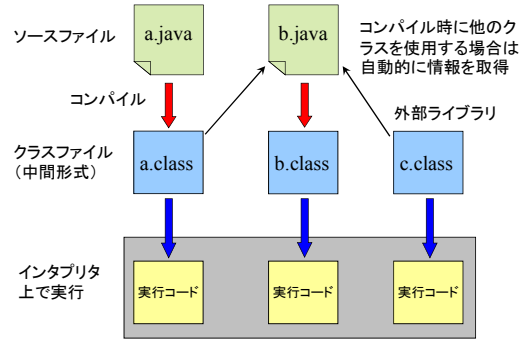 ソースファイル
a.java
b.java
コンパイル時に他のク
ラスを使用する場合は
自動的に情報を取得
コンパイル
外部ライブラリ
クラスファイル
（中間形式）
a.class
b.class
c.class
インタプリタ
上で実行
実行コード
実行コード
実行コード